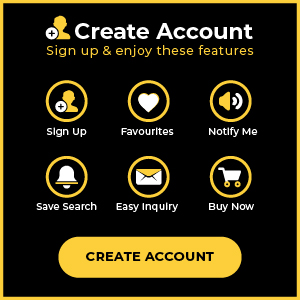 Create Account
Sign up & enjoy these features
Sign Up
Favourites
Notify Me
Save Search
Easy Inquiry
Buy Now
CREATE ACCOUNT